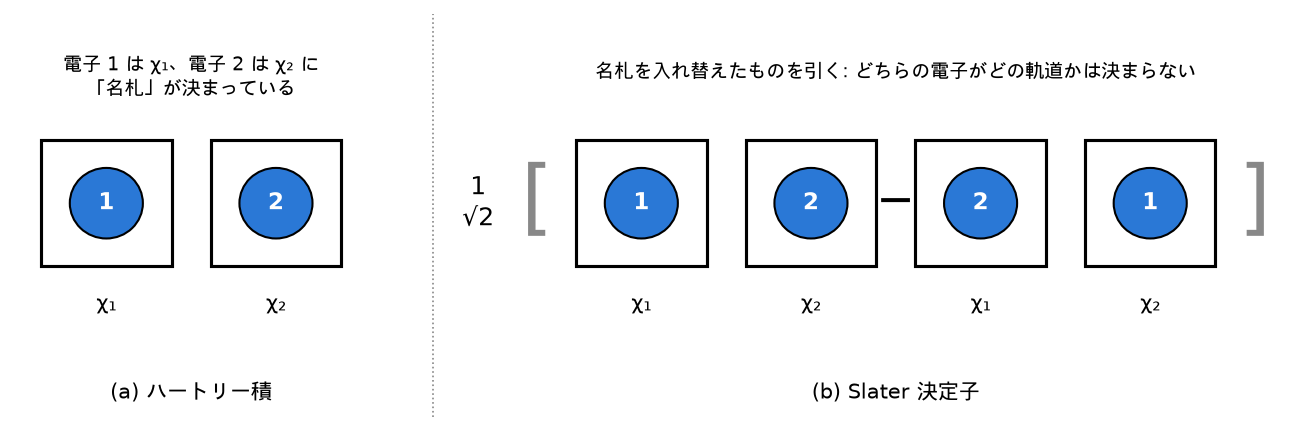 電子 1 は χ₁、電子 2 は χ₂ に
「名札」が決まっている
1
2
χ₁
χ₂
(a) ハートリー積
名札を入れ替えたものを引く: どちらの電子がどの軌道かは決まらない
1
√2
[
1
2
−
2
1
]
χ₁
χ₂
χ₁
χ₂
(b) Slater 決定子